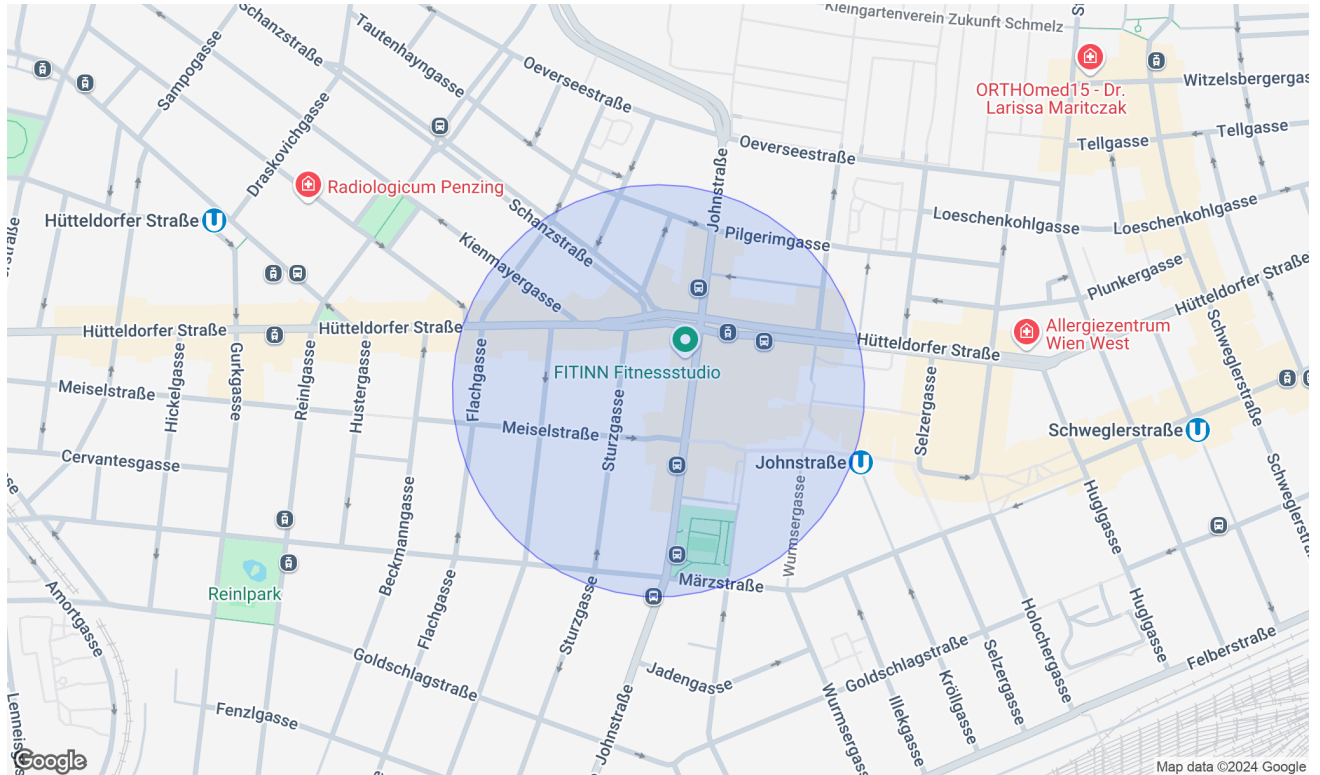 Kleingartenverein Zukunft Schmelz
Schanzstraße
Tautenhayngasse
Sampogasse
Oeverseestraße
Witzelsbergergas
ORTHOmed15 - Dr.
Larissa Maritczak
Draskovichgasse
Tellgasse
Tellgasse
Oeverseestraße
Johnstraße
Radiologicum Penzing
Hütteldorfer Straße
Schanzstraße
Loeschenkohlgasse
Loeschenkohlgasse
Pilgerimgasse
Kienmayergasse
Plunkergasse
Hütteldorfer Straße
Hütteldorfer Straße
Hütteldorfer Straße
Hütteldorfer Straße
Allergiezentrum
Wien West
Schweglerstraße
FITINN Fitnessstudio
Meiselstraße
Hickelgasse
Gurkgasse
Reinlgasse
Hustergasse
Flachgasse
Sturzgasse
Selzergasse
Meiselstraße
Schweglerstraße
Johnstraße
Cervantesgasse
Wurmsergasse
Huglgasse
Schweglerstra
Beckmanngasse
Flachgasse
Sturzgasse
Reinlpark
Märzstraße
Amortgasse
Huglgasse
Holochergasse
Selzergasse
Felberstraße
Goldschlagstraße
Goldschlagstraße
Jadengasse
Kröllgasse
Illekgasse
Wurmsergass
Fenzlgasse
Johnstraße
Lenneisg
Google
Map data ©2024 Google